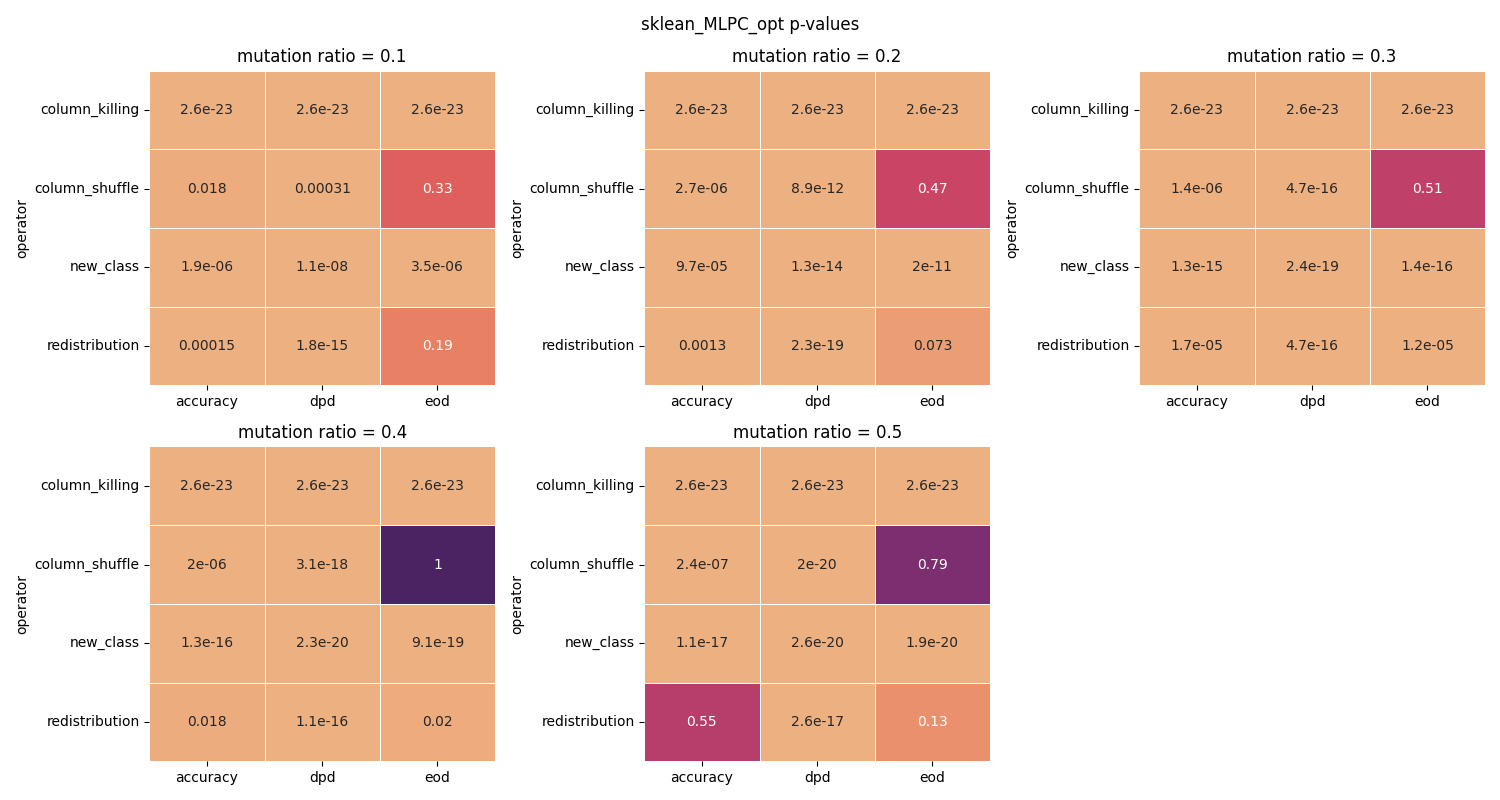 sklean_MLPC_opt p-values
mutation ratio = 0.1
operator
column_killing 2.6e-23 2.6e-23 2.6e-23
column_shuffle 0.018 0.00031 0.33
new_class 1.9e-06 1.1e-08 3.5e-06
redistribution 0.00015 1.8e-15 0.19
accuracy dpd eod
mutation ratio = 0.2
operator
column_killing 2.6e-23 2.6e-23 2.6e-23
column_shuffle 2.7e-06 8.9e-12 0.47
new_class 9.7e-05 1.3e-14 2e-11
redistribution 0.0013 2.3e-19 0.073
accuracy dpd eod
mutation ratio = 0.3
operator
column_killing 2.6e-23 2.6e-23 2.6e-23
column_shuffle 1.4e-06 4.7e-16 0.51
new_class 1.3e-15 2.4e-19 1.4e-16
redistribution 1.7e-05 4.7e-16 1.2e-05
accuracy dpd eod
mutation ratio = 0.4
operator
column_killing 2.6e-23 2.6e-23 2.6e-23
column_shuffle 2e-06 3.1e-18 1
new_class 1.3e-16 2.3e-20 9.1e-19
redistribution 0.018 1.1e-16 0.02
accuracy dpd eod
mutation ratio = 0.5
operator
column_killing 2.6e-23 2.6e-23 2.6e-23
column_shuffle 2.4e-07 2e-20 0.79
new_class 1.1e-17 2.6e-20 1.9e-20
redistribution 0.55 2.6e-17 0.13
accuracy dpd eod